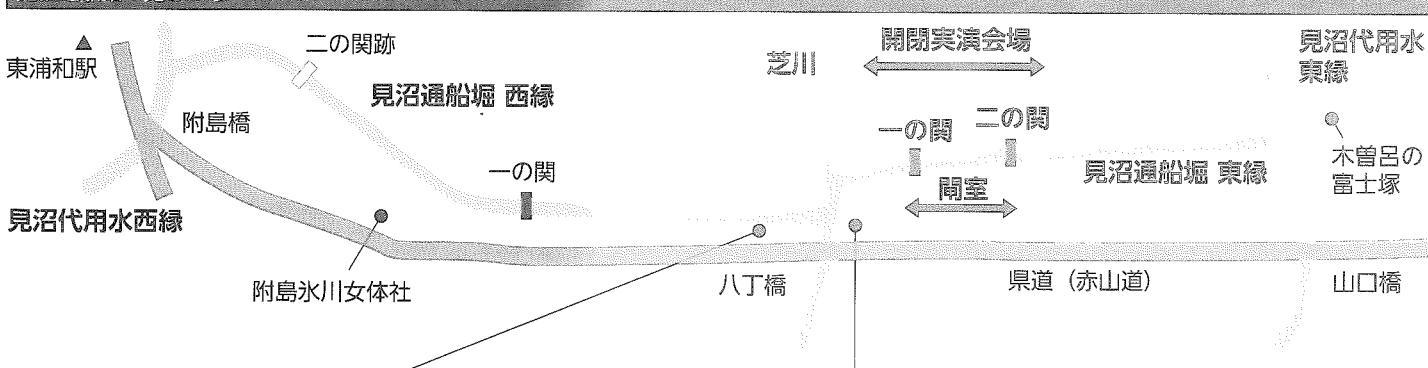 東浦和駅
二の関跡
見沼通船堀 西縁
附島橋
一の関
見沼代用水西縁
附島氷川女体社
芝川
開閉実演会場
一の関
二の関
閘室
見沼通船堀 東縁
見沼代用水
東縁
木曽呂の
富士塚
八丁橋
県道（赤山道）
山口橋